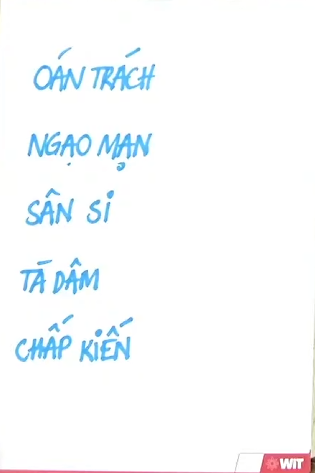 OÁN TRÁCH
NGẠO MẠN
SÂN SI
TÀ DÂM
CHẤP KIẾN
WIT